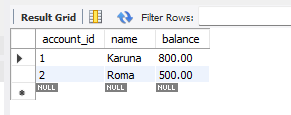 Result Grid Filter Rows:
account_id name balance
1 Karuna 800.00
2 Roma 500.00
NULL NULL NULL